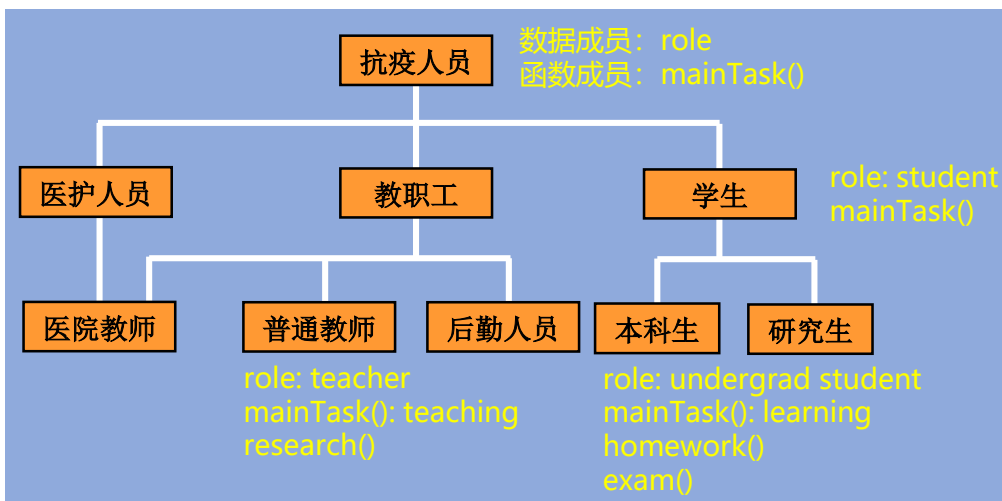 抗疫人员
数据成员：role
函数成员：mainTask()
医护人员
教职工
学生
role: student
mainTask()
医院教师
普通教师
后勤人员
本科生
研究生
role: teacher
mainTask(): teaching
research()
role: undergrad student
mainTask(): learning
homework()
exam()